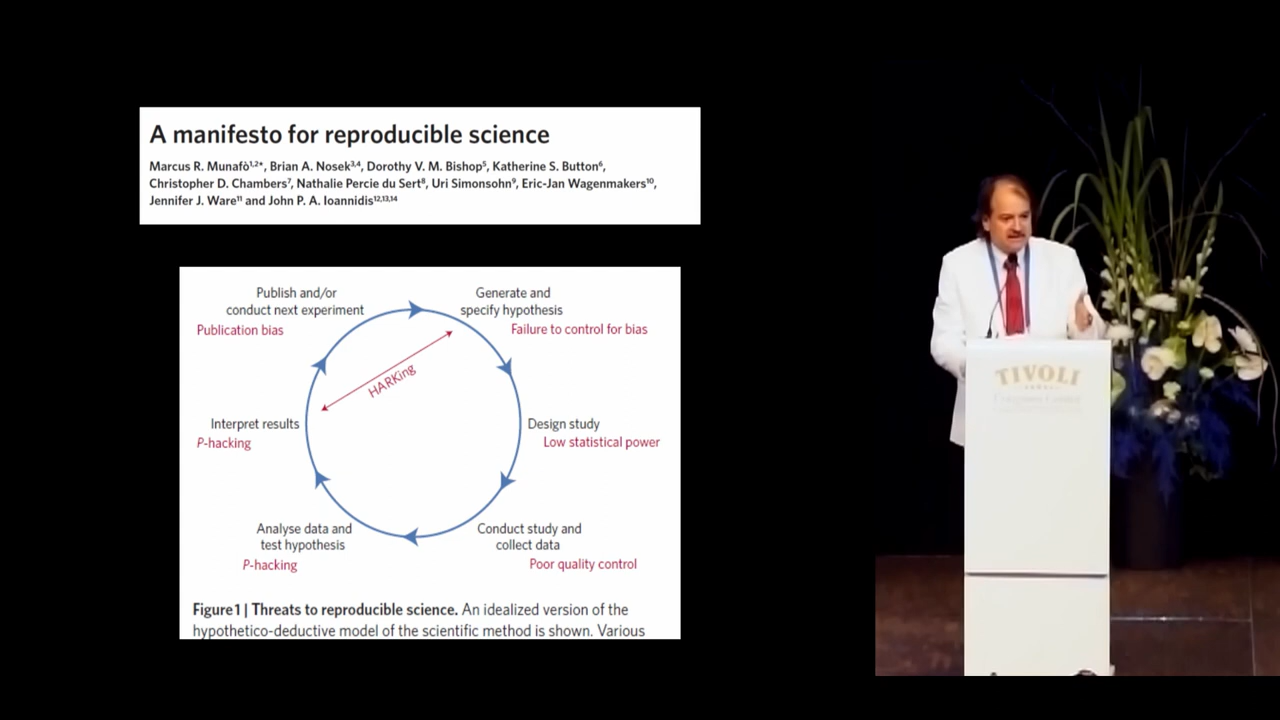 A manifesto for reproducible science
Marcus R. Munafò1,2*, Brian A. Nosek3,4, Dorothy V. M. Bishop5, Katherine S. Button6,
Christopher D. Chambers7, Nathalie Percie du Sert8, Uri Simonsohn9, Eric-Jan Wagenmakers10,
Jennifer J. Ware11 and John P. A. Ioannidis12,13,14
Publish and/or
conduct next experiment
Publication bias
Generate and
specify hypothesis
Failure to control for bias
HARKing
Interpret results
P-hacking
Design study
Low statistical power
Analyse data and
test hypothesis
P-hacking
Conduct study and
collect data
Poor quality control
Figure 1 | Threats to reproducible science. An idealized version of the
hypothetico-deductive model of the scientific method is shown. Various
TIVOLI